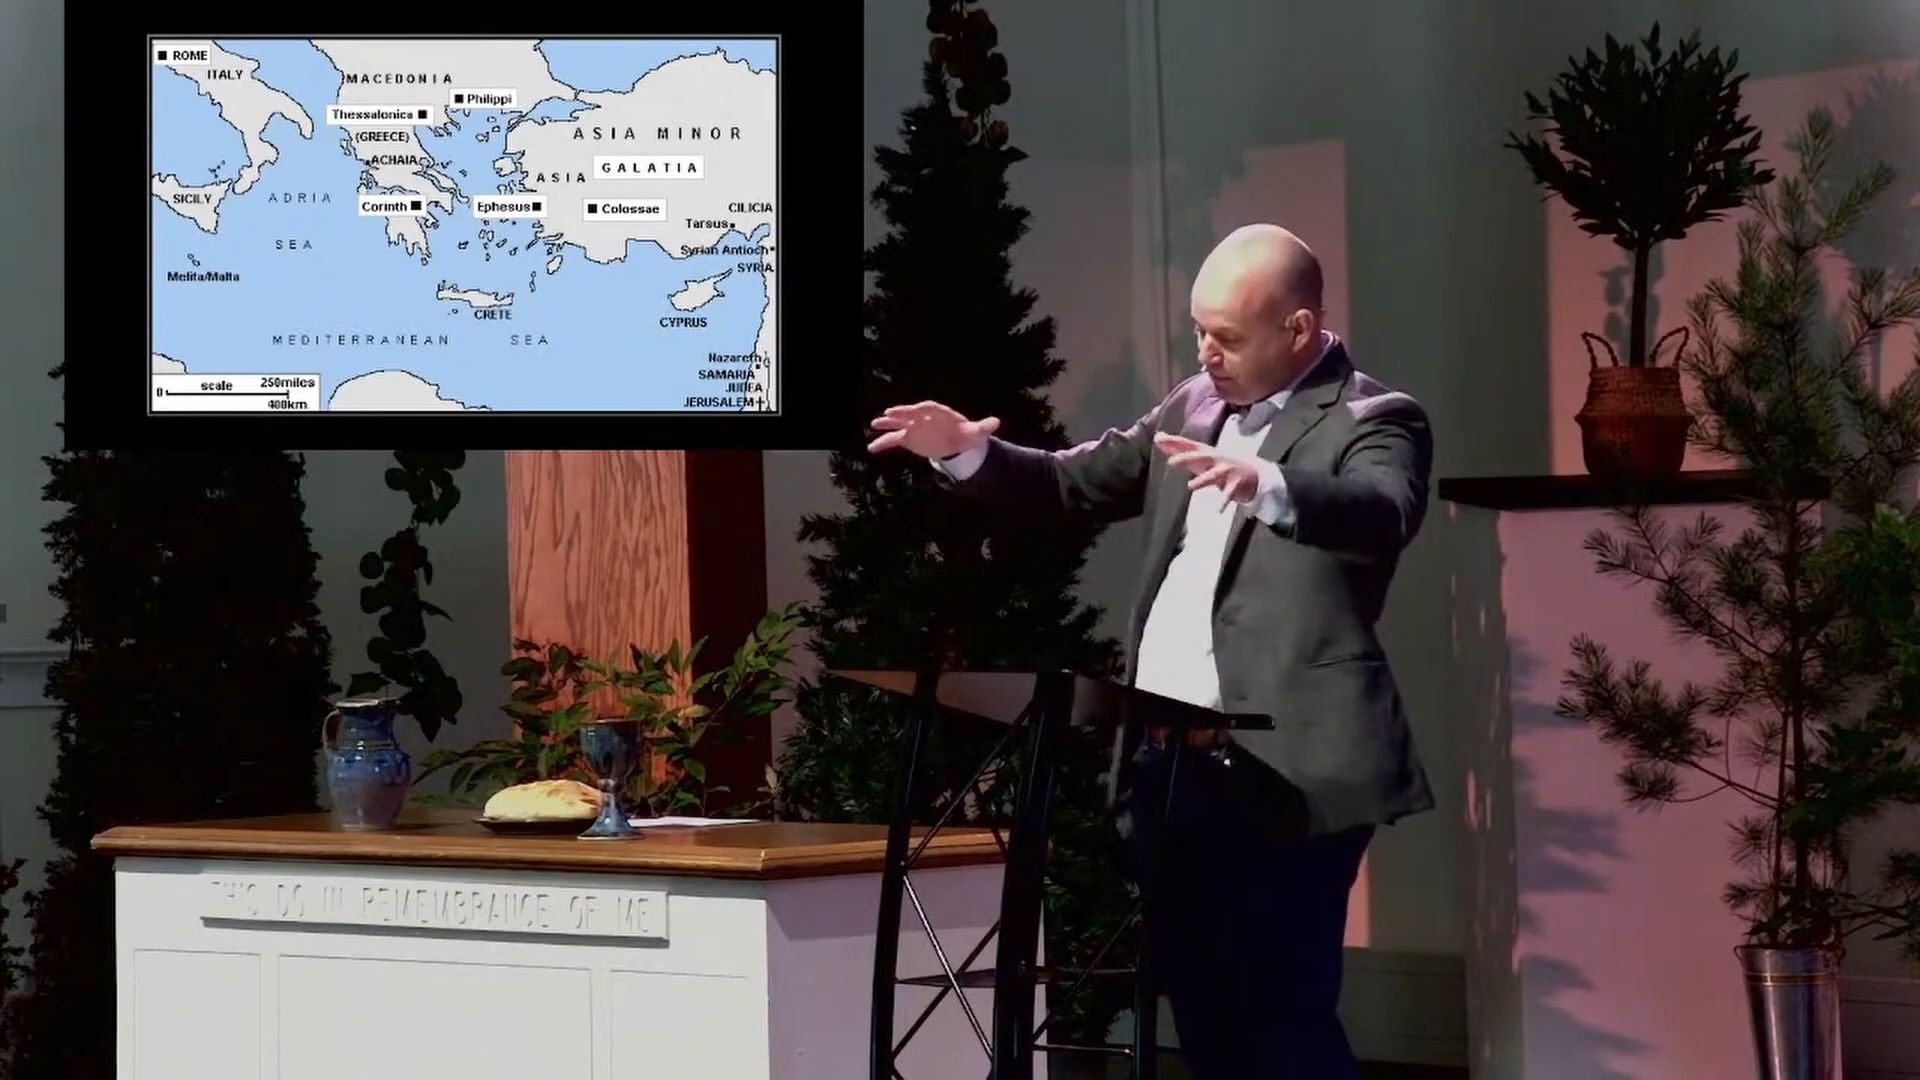 ■ ROME
ITALY
MACEDONIA
■ Philippi
Thessalonica ■
(GREECE)
ASIA MINOR
ACHAIA
GALATIA
ASIA
SICILY
ADRIA
Corinth ■
Ephesus ■
■ Colossae
CILICIA
Tarsus
SEA
Syrian Antioch
SYRIA
Melita/Malta
CRETE
CYPRUS
MEDITERRANEAN SEA
Nazareth
SAMARIA
JUDEA
JERUSALEM
scale
250miles
0
400km
THIS DO IN REMEMBRANCE OF ME